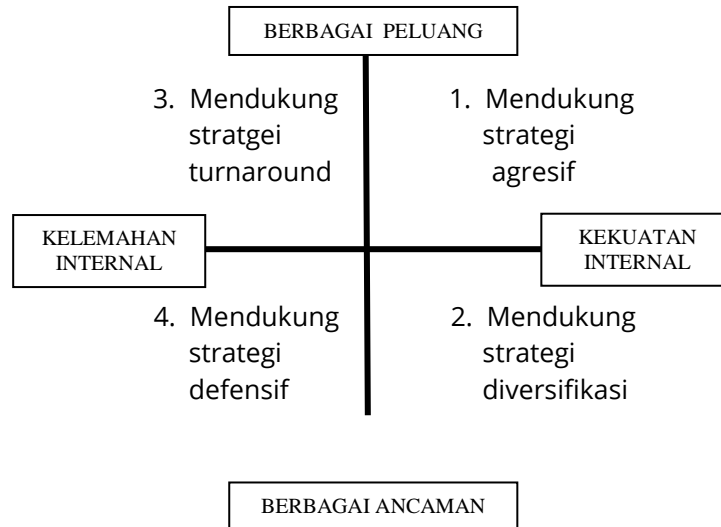 BERBAGAI PELUANG
3. Mendukung
stratgei
turnaround
1. Mendukung
strategi
agresif
KELEMAHAN
INTERNAL
KEKUATAN
INTERNAL
4. Mendukung
strategi
defensif
2. Mendukung
strategi
diversifikasi
BERBAGAI ANCAMAN